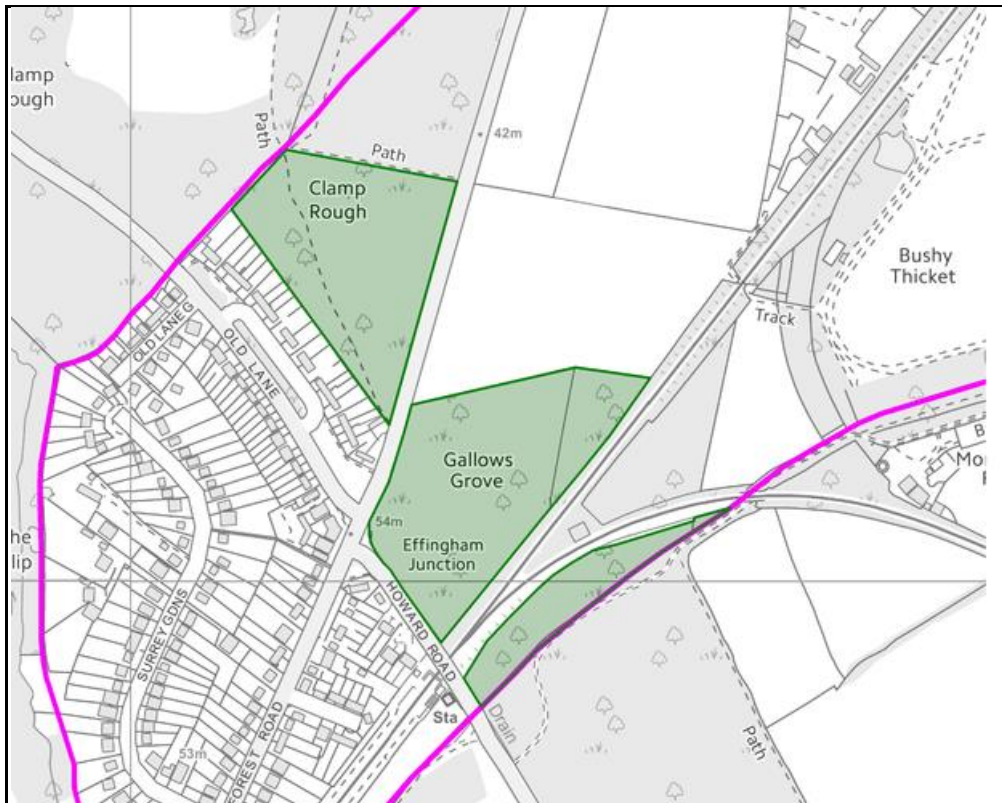 lamp
ough
Path
Path
42m
Clamp
Rough
Bushy
Thicket
Track
OLD LANE G
OLD LANE
Gallows
Grove
54m
Effingham
Junction
he
lip
HOWARD ROAD
SURREY GDNS
Sta
Drain
FOREST ROAD
53m
Path
B
Mo